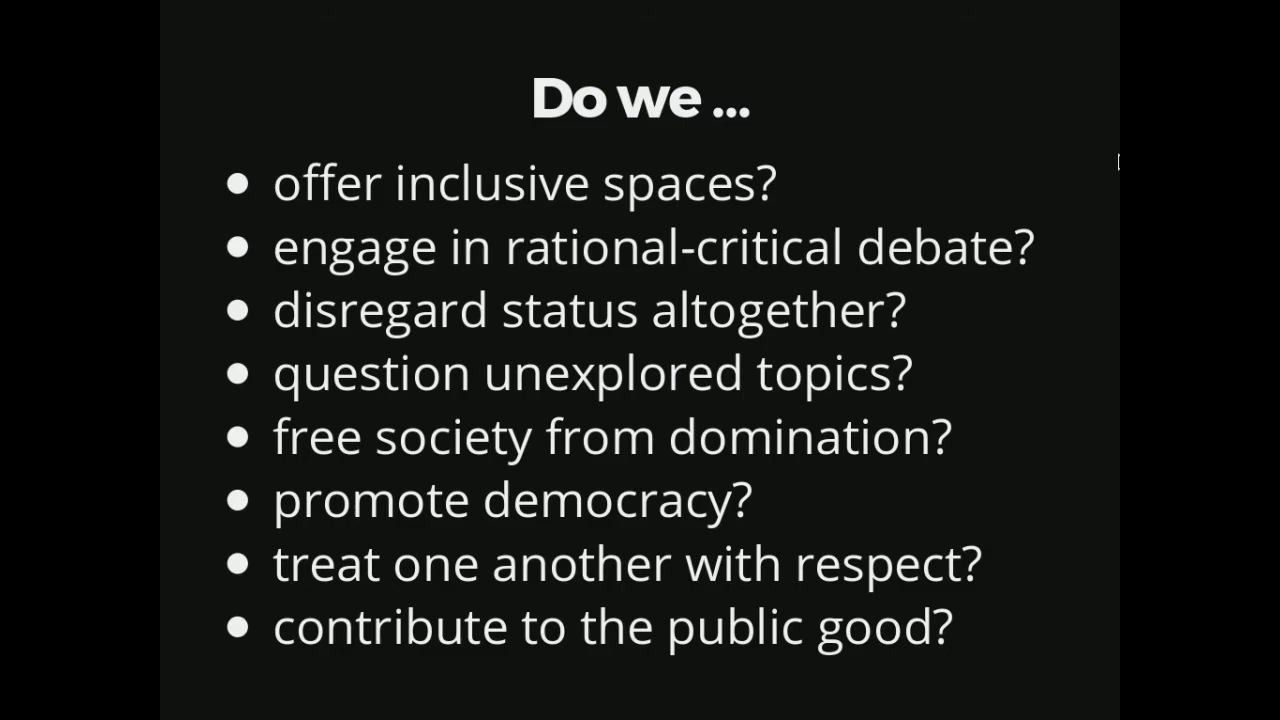 Do we ...
• offer inclusive spaces?
• engage in rational-critical debate?
• disregard status altogether?
• question unexplored topics?
• free society from domination?
• promote democracy?
• treat one another with respect?
• contribute to the public good?